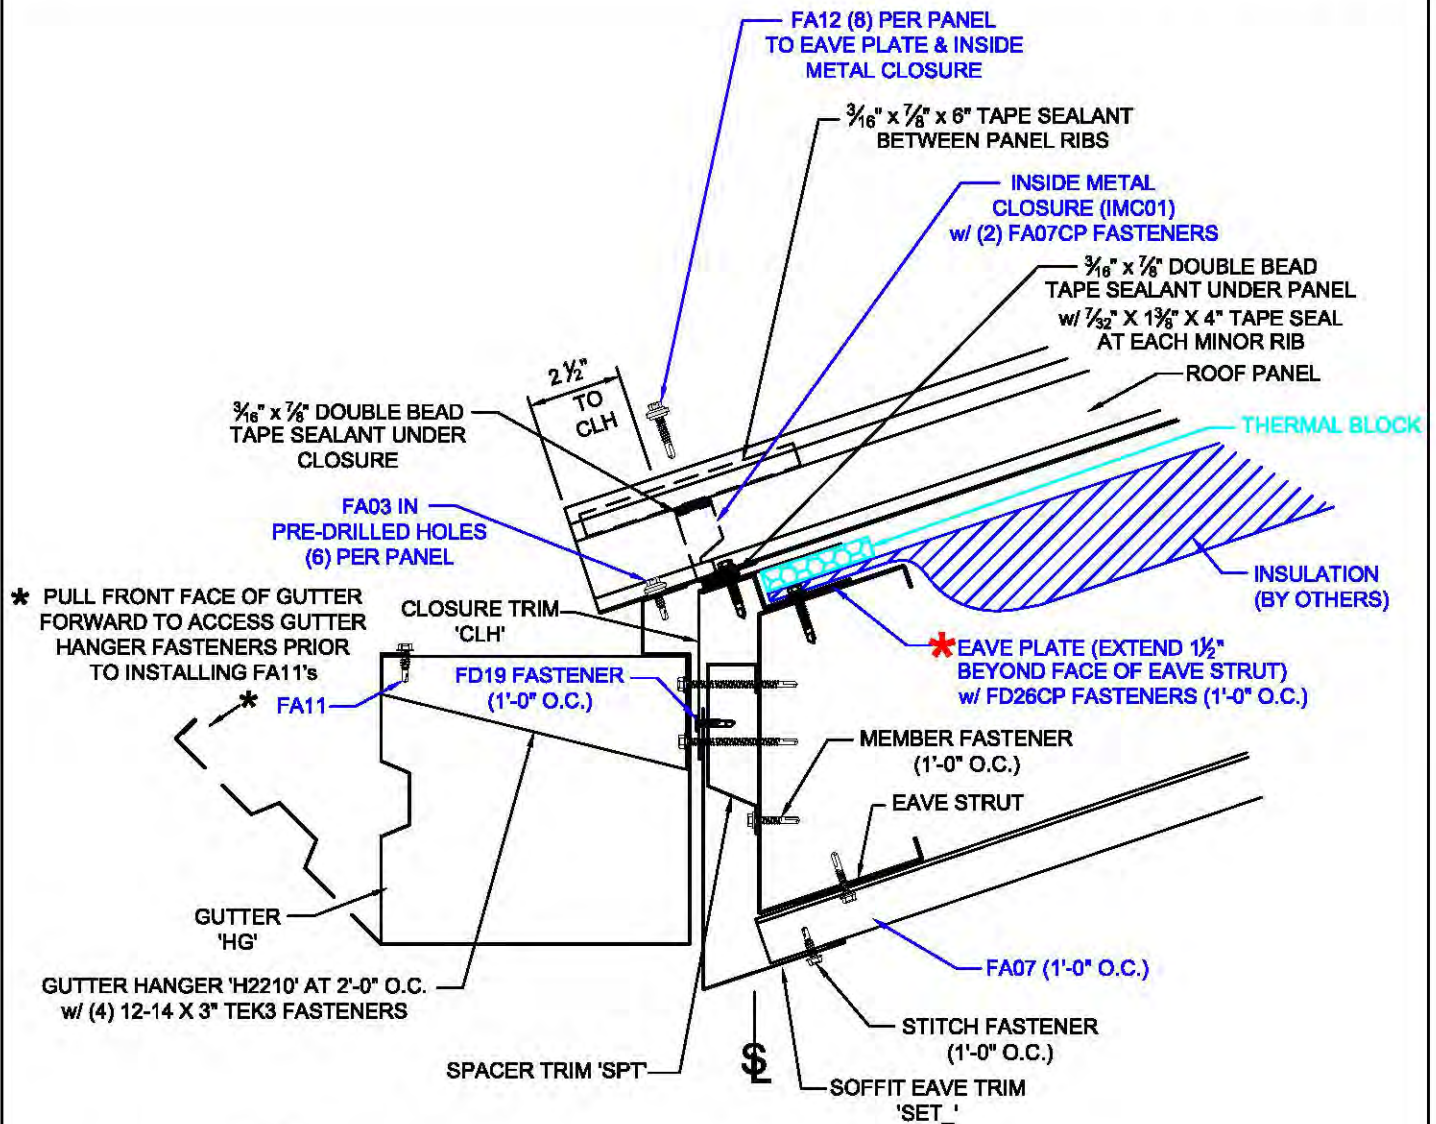 FA12 (8) PER PANEL
TO EAVE PLATE & INSIDE
METAL CLOSURE
3/16" x 7/8" x 6" TAPE SEALANT
BETWEEN PANEL RIBS
INSIDE METAL
CLOSURE (IMC01)
w/ (2) FA07CP FASTENERS
3/16" x 7/8" DOUBLE BEAD
TAPE SEALANT UNDER PANEL
w/ 7/32" X 1 3/8" X 4" TAPE SEAL
AT EACH MINOR RIB
ROOF PANEL
THERMAL BLOCK
2 1/2"
TO
CLH
3/16" x 7/8" DOUBLE BEAD
TAPE SEALANT UNDER
CLOSURE
FA03 IN
PRE-DRILLED HOLES
(6) PER PANEL
* PULL FRONT FACE OF GUTTER
FORWARD TO ACCESS GUTTER
HANGER FASTENERS PRIOR
TO INSTALLING FA11's
*
FA11
CLOSURE TRIM
'CLH'
FD19 FASTENER
(1'-0" O.C.)
INSULATION
(BY OTHERS)
* EAVE PLATE (EXTEND 1 1/2"
BEYOND FACE OF EAVE STRUT)
w/ FD26CP FASTENERS (1'-0" O.C.)
MEMBER FASTENER
(1'-0" O.C.)
EAVE STRUT
GUTTER
'HG'
GUTTER HANGER 'H2210' AT 2'-0" O.C.
w/ (4) 12-14 X 3" TEK3 FASTENERS
FA07 (1'-0" O.C.)
STITCH FASTENER
(1'-0" O.C.)
SPACER TRIM 'SPT'
SL
SOFFIT EAVE TRIM
'SET_'